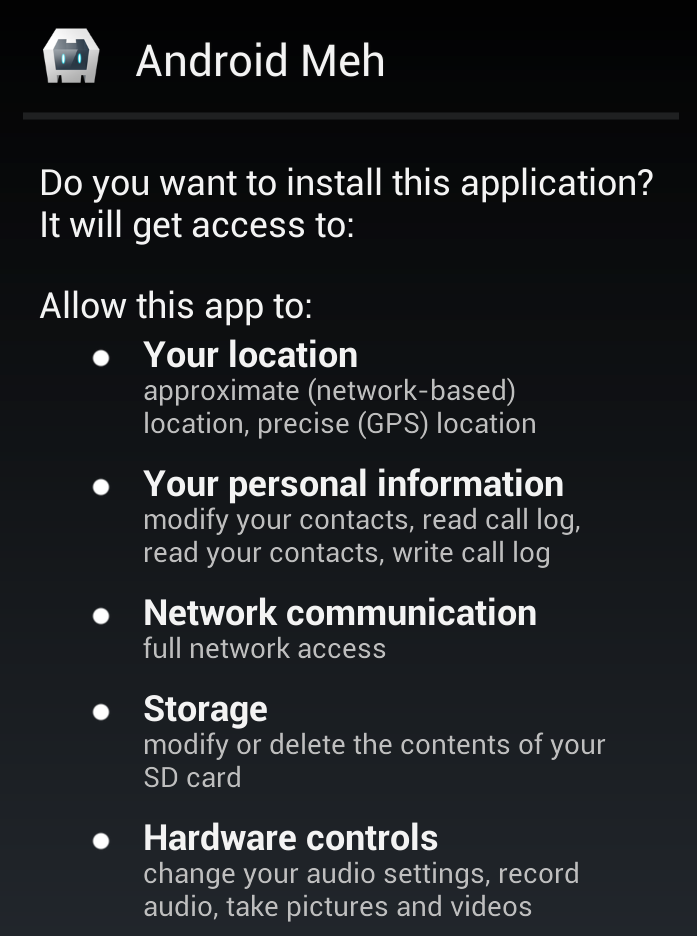 Android Meh
Do you want to install this application?
It will get access to:
Allow this app to:
Your location
approximate (network-based)
location, precise (GPS) location
Your personal information
modify your contacts, read call log,
read your contacts, write call log
Network communication
full network access
Storage
modify or delete the contents of your
SD card
Hardware controls
change your audio settings, record
audio, take pictures and videos